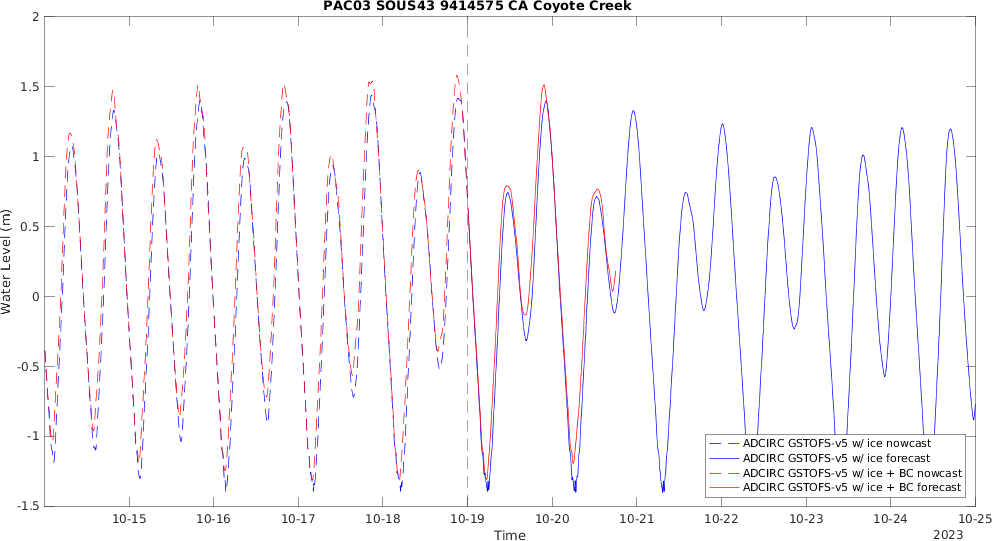 PAC03 SOUS43 9414575 CA Coyote Creek
2
1.5
1
0.5
0
-0.5
-1
-1.5
Water Level (m)
10-15
10-16
10-17
10-18
10-19
10-20
10-21
10-22
10-23
10-24
10-25
Time
2023
ADCIRC GSTOFS-v5 w/ ice nowcast
ADCIRC GSTOFS-v5 w/ ice forecast
ADCIRC GSTOFS-v5 w/ ice + BC nowcast
ADCIRC GSTOFS-v5 w/ ice + BC forecast